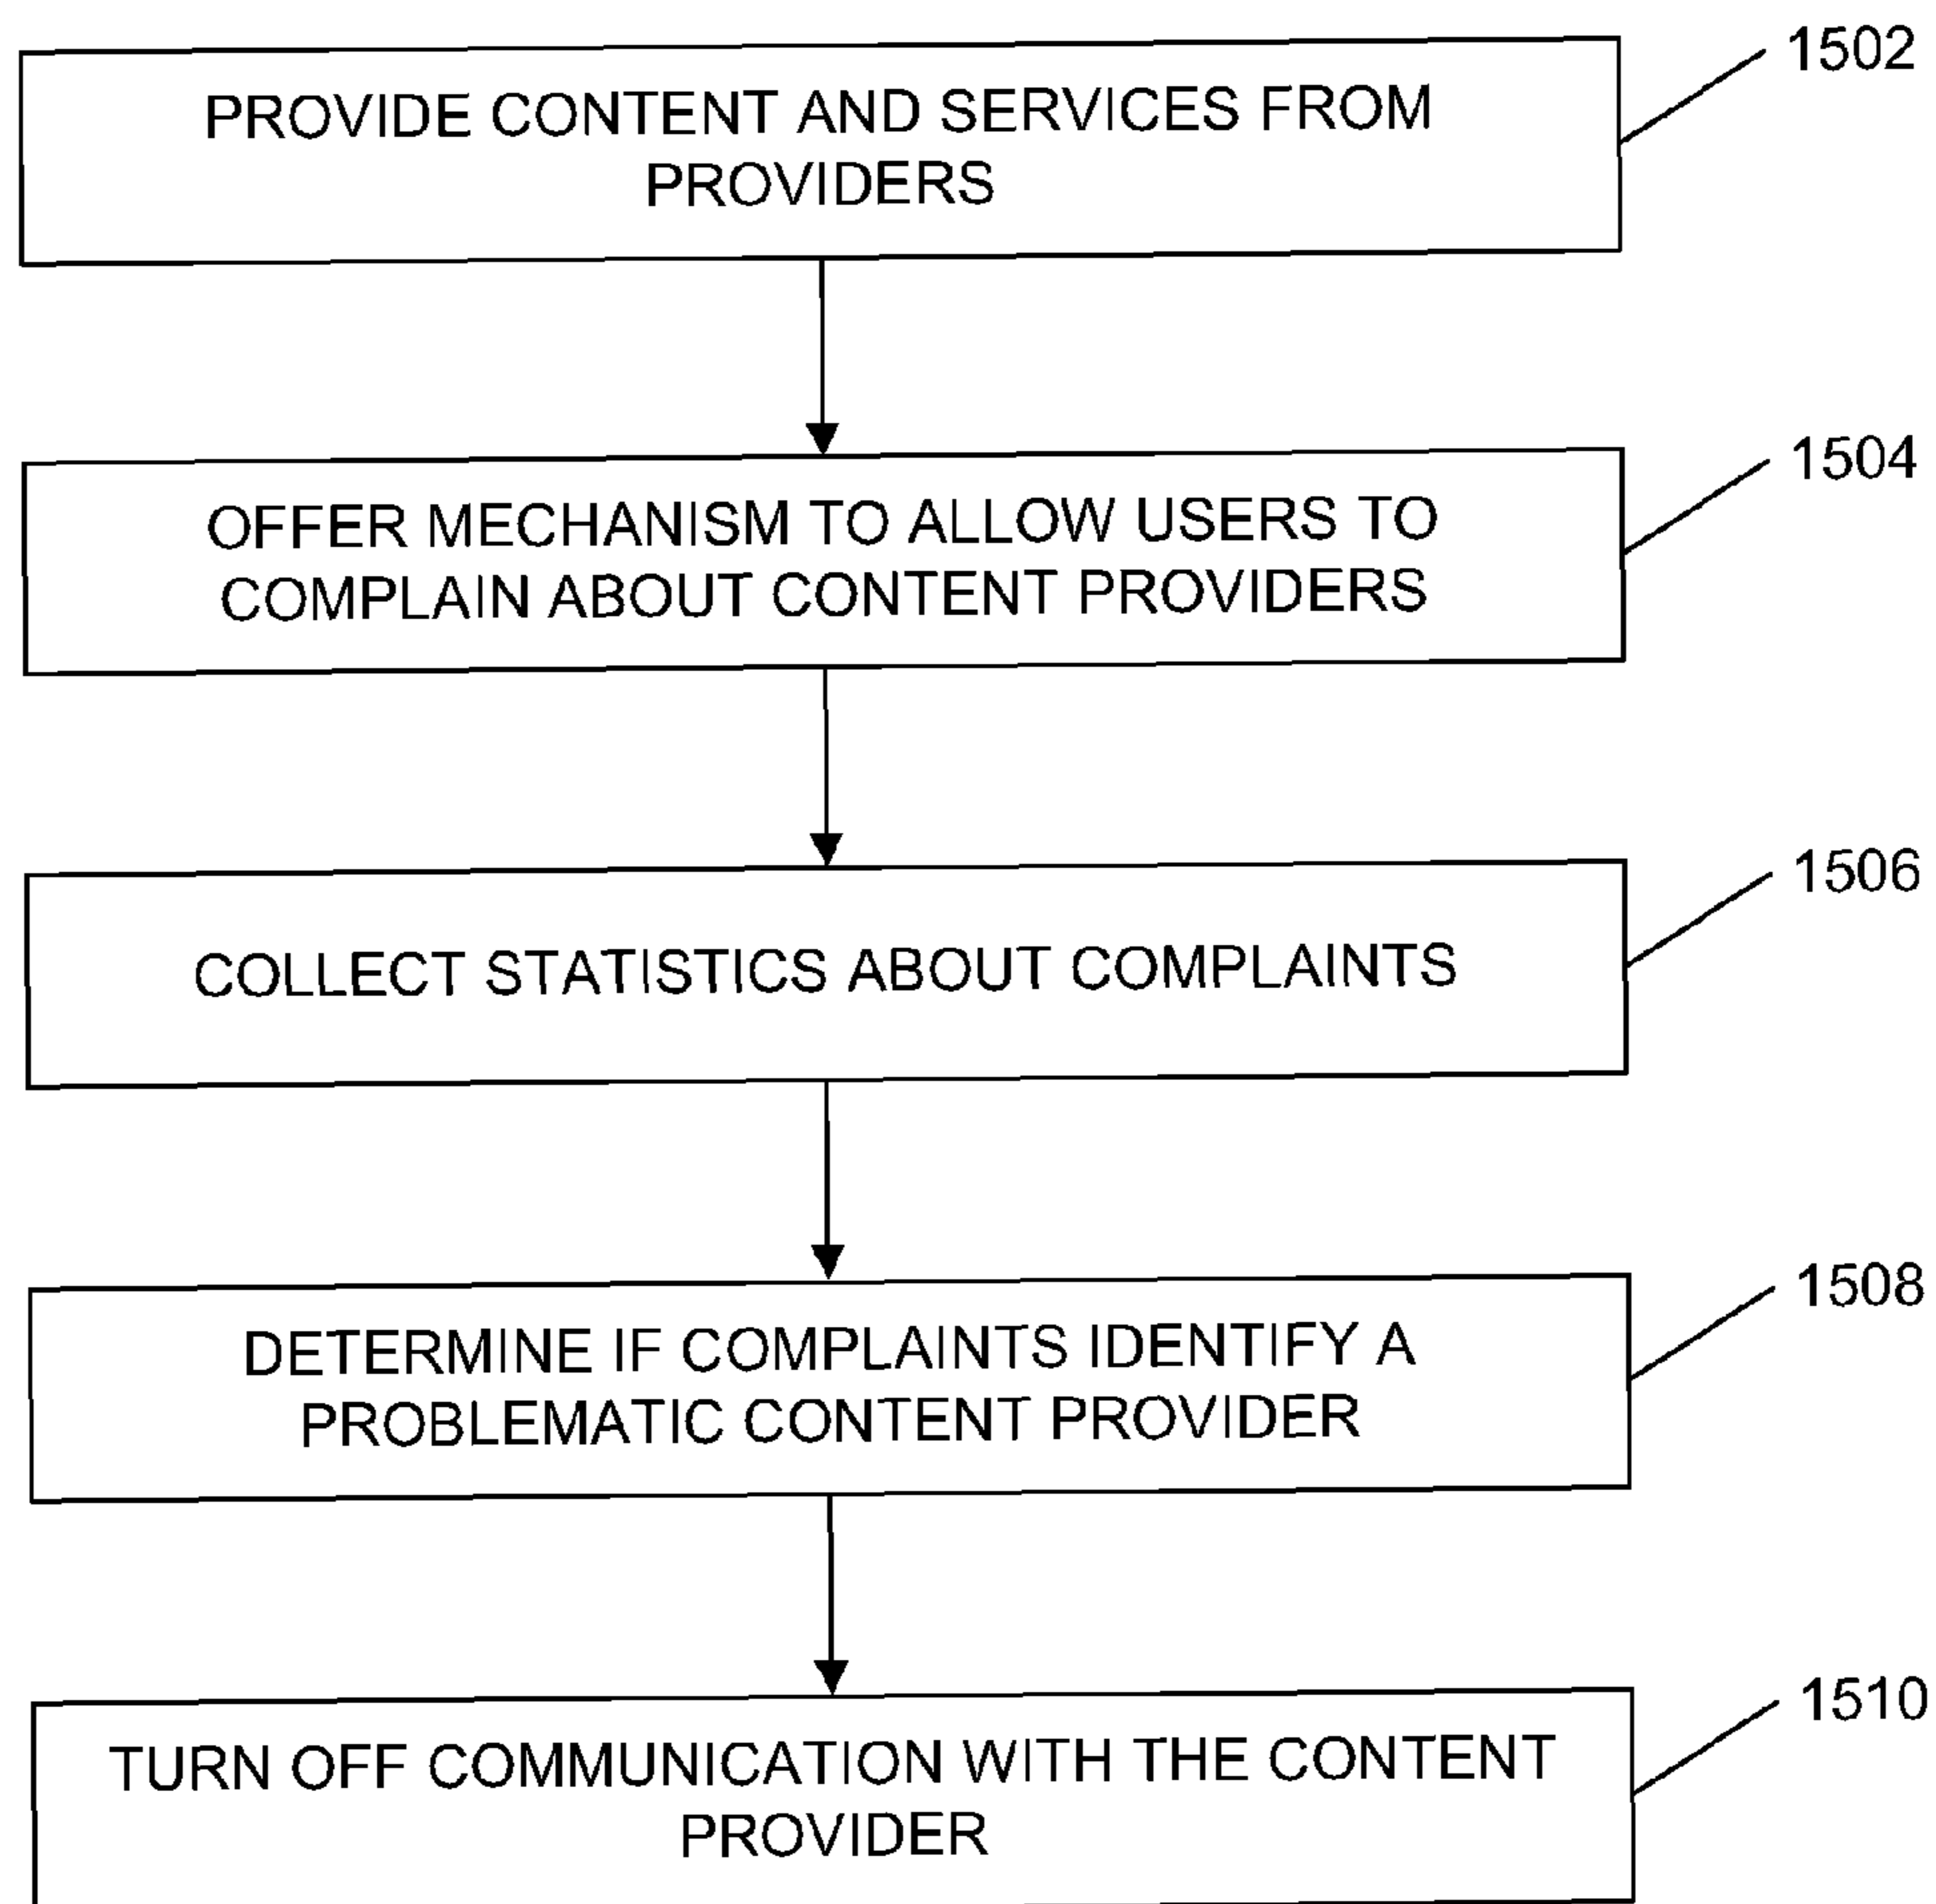 1502
PROVIDE CONTENT AND SERVICES FROM
PROVIDERS
1504
OFFER MECHANISM TO ALLOW USERS TO
COMPLAIN ABOUT CONTENT PROVIDERS
1506
COLLECT STATISTICS ABOUT COMPLAINTS
1508
DETERMINE IF COMPLAINTS IDENTIFY A
PROBLEMATIC CONTENT PROVIDER
1510
TURN OFF COMMUNICATION WITH THE CONTENT
PROVIDER